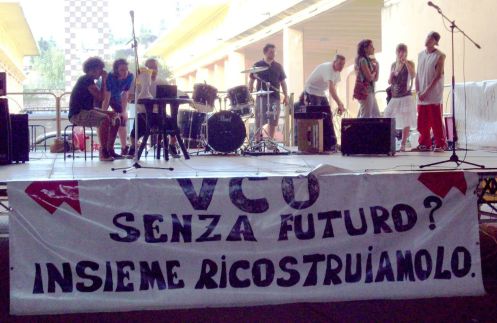 VCO
SENZA FUTURO?
INSIEME RICOSTRUIAMOLO.